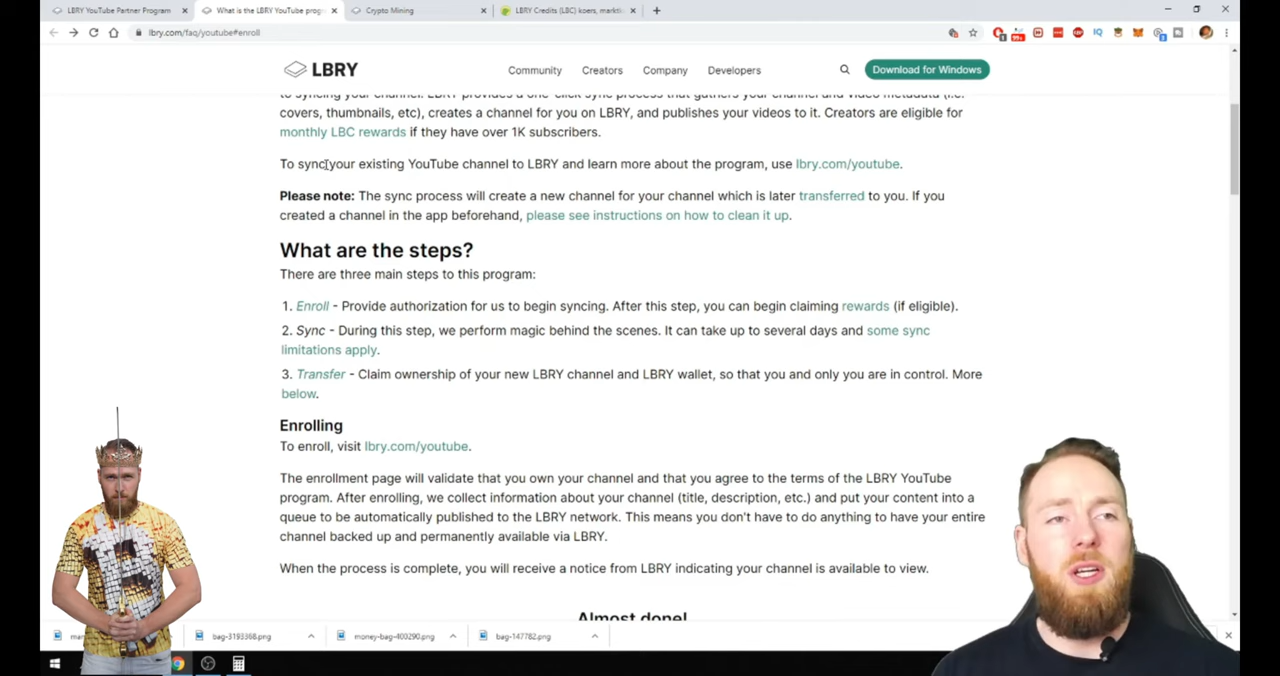 LBRY YouTube Partner Program
What is the LBRY YouTube progr
Crypto Mining
LBRY Credits (LBC) koers, markt
lbry.com/faq/youtube#enroll
LBRY
Community
Creators
Company
Developers
Download for Windows
covers, thumbnails, etc), creates a channel for you on LBRY, and publishes your videos to it. Creators are eligible for
monthly LBC rewards if they have over 1K subscribers.
To sync your existing YouTube channel to LBRY and learn more about the program, use lbry.com/youtube.
Please note: The sync process will create a new channel for your channel which is later transferred to you. If you
created a channel in the app beforehand, please see instructions on how to clean it up.
What are the steps?
There are three main steps to this program:
1. Enroll - Provide authorization for us to begin syncing. After this step, you can begin claiming rewards (if eligible).
2. Sync - During this step, we perform magic behind the scenes. It can take up to several days and some sync
limitations apply.
3. Transfer - Claim ownership of your new LBRY channel and LBRY wallet, so that you and only you are in control. More
below.
Enrolling
To enroll, visit lbry.com/youtube.
The enrollment page will validate that you own your channel and that you agree to the terms of the LBRY YouTube
program. After enrolling, we collect information about your channel (title, description, etc.) and put your content into a
queue to be automatically published to the LBRY network. This means you don't have to do anything to have your entire
channel backed up and permanently available via LBRY.
When the process is complete, you will receive a notice from LBRY indicating your channel is available to view.
Almost done!
bag-3193368.png
money-bag-400290.png
bag-147782.png